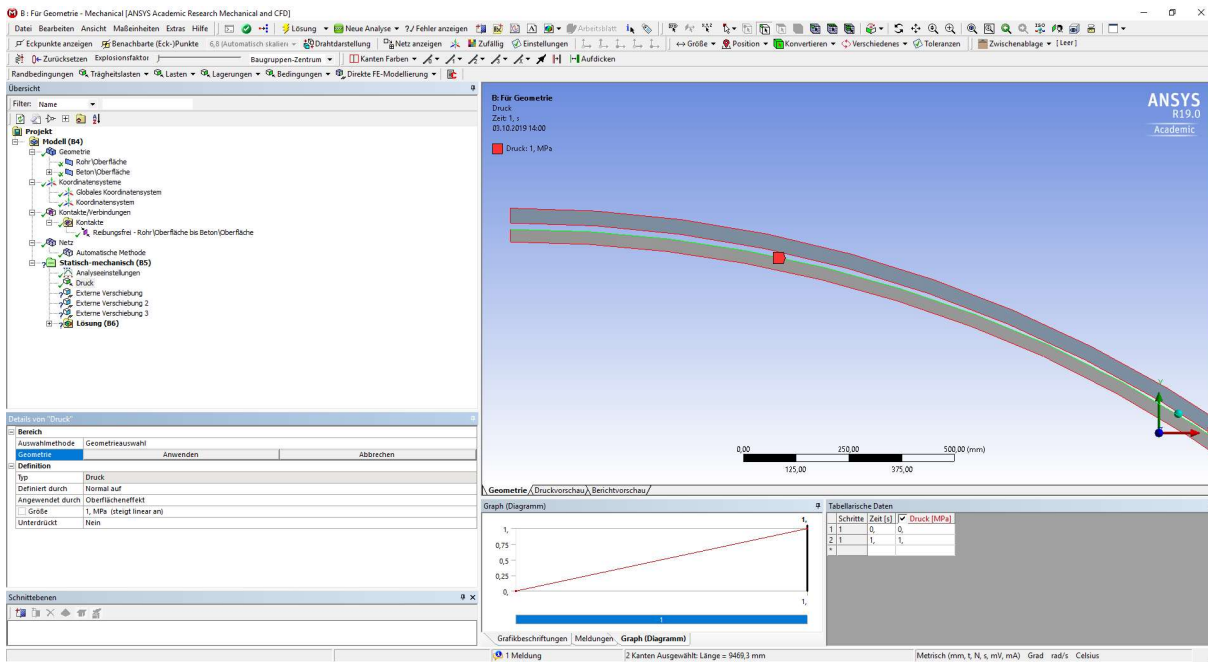 B : Für Geometrie - Mechanical [ANSYS Academic Research Mechanical and CFD]
Datei Bearbeiten Ansicht Maßeinheiten Extras Hilfe Lösung Neue Analyse ?/ Fehler anzeigen Arbeitsblatt
Eckpunkte anzeigen Benachbarte (Eck-)Punkte 6,8 (Automatisch skalieren Drahtdarstellung Netz anzeigen Zufällig Einstellungen Größe Position Konvertieren Verschiedenes Toleranzen Zwischenablage [Leer]
Zurücksetzen Explosionsfaktor Baugruppen-Zentrum Kanten Farben Aufdicken
Randbedingungen Trägheitslasten Lasten Lagerungen Bedingungen Direkte FE-Modellierung
Übersicht
Filter: Name
Projekt
Modell (B4)
Geometrie
Rohr\Oberfläche
Beton\Oberfläche
Koordinatensysteme
Globales Koordinatensystem
Koordinatensystem
Kontakte/Verbindungen
Kontakte
Reibungsfrei - Rohr\Oberfläche bis Beton\Oberfläche
Netz
Automatische Methode
Statisch-mechanisch (B5)
Analyseeinstellungen
Druck
Externe Verschiebung
Externe Verschiebung 2
Externe Verschiebung 3
Lösung (B6)
Details von "Druck"
Bereich
Auswahlmethode Geometrieauswahl
Geometrie Anwenden Abbrechen
Definition
Typ Druck
Definiert durch Normal auf
Angewendet durch Oberflächeneffekt
Größe 1, MPa (steigt linear an)
Unterdrückt Nein
Schnittebenen
B: Für Geometrie
Druck
Zeit: 1, s
03.10.2019 14:00
Druck: 1, MPa
ANSYS
R19.0
Academic
Y
0,00 250,00 500,00 (mm)
125,00 375,00
Geometrie Druckvorschau Berichtvorschau
Graph (Diagramm)
1,
1,
0,75
0,5
0,25
0,
1,
1
Grafikbeschriftungen Meldungen Graph (Diagramm)
Tabellarische Daten
Schritte Zeit [s] Druck [MPa]
1 1 0, 0,
2 1 1, 1,
*
1 Meldung 2 Kanten Ausgewählt: Länge = 9469,3 mm Metrisch (mm, t, N, s, mV, mA) Grad rad/s Celsius